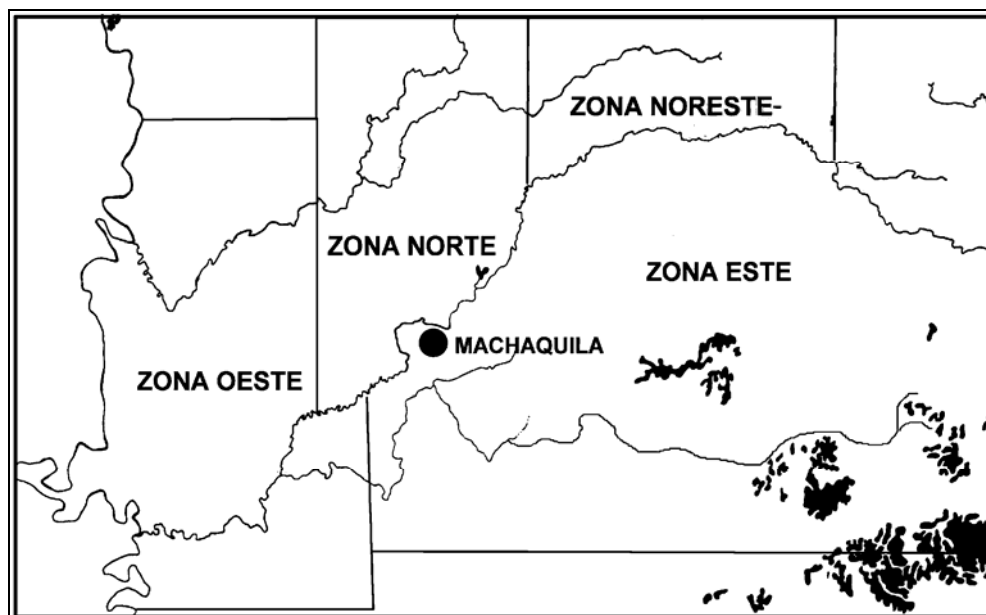 ZONA NORESTE-
ZONA NORTE
ZONA ESTE
MACHAQUILA
ZONA OESTE